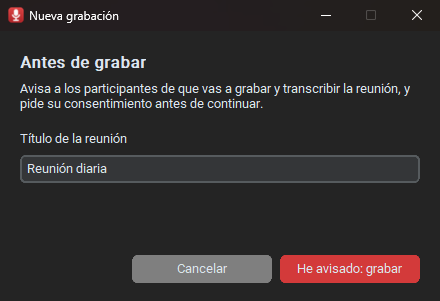 Nueva grabación
Antes de grabar
Avisa a los participantes de que vas a grabar y transcribir la reunión, y
pide su consentimiento antes de continuar.
Título de la reunión
Reunión diaria
Cancelar
He avisado: grabar